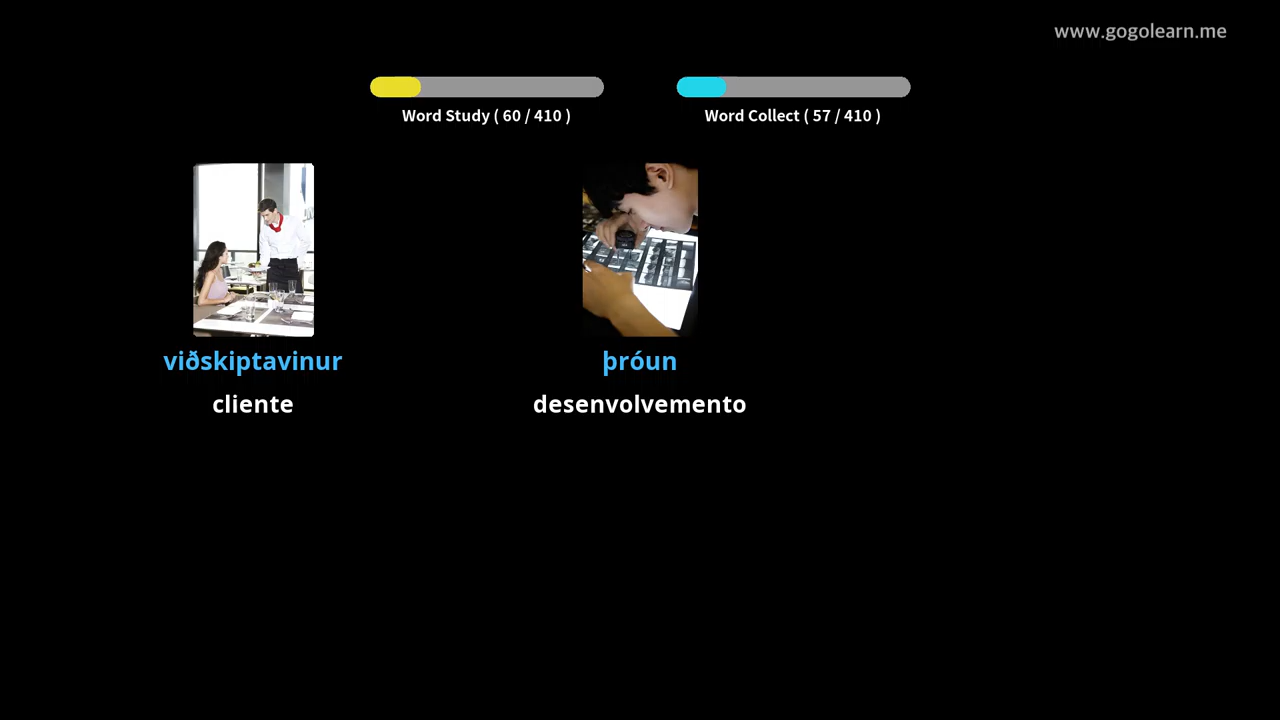 www.gogolearn.me
Word Study ( 60 / 410 )
Word Collect ( 57 / 410 )
viðskiptavinur
cliente
þróun
desenvolvemento